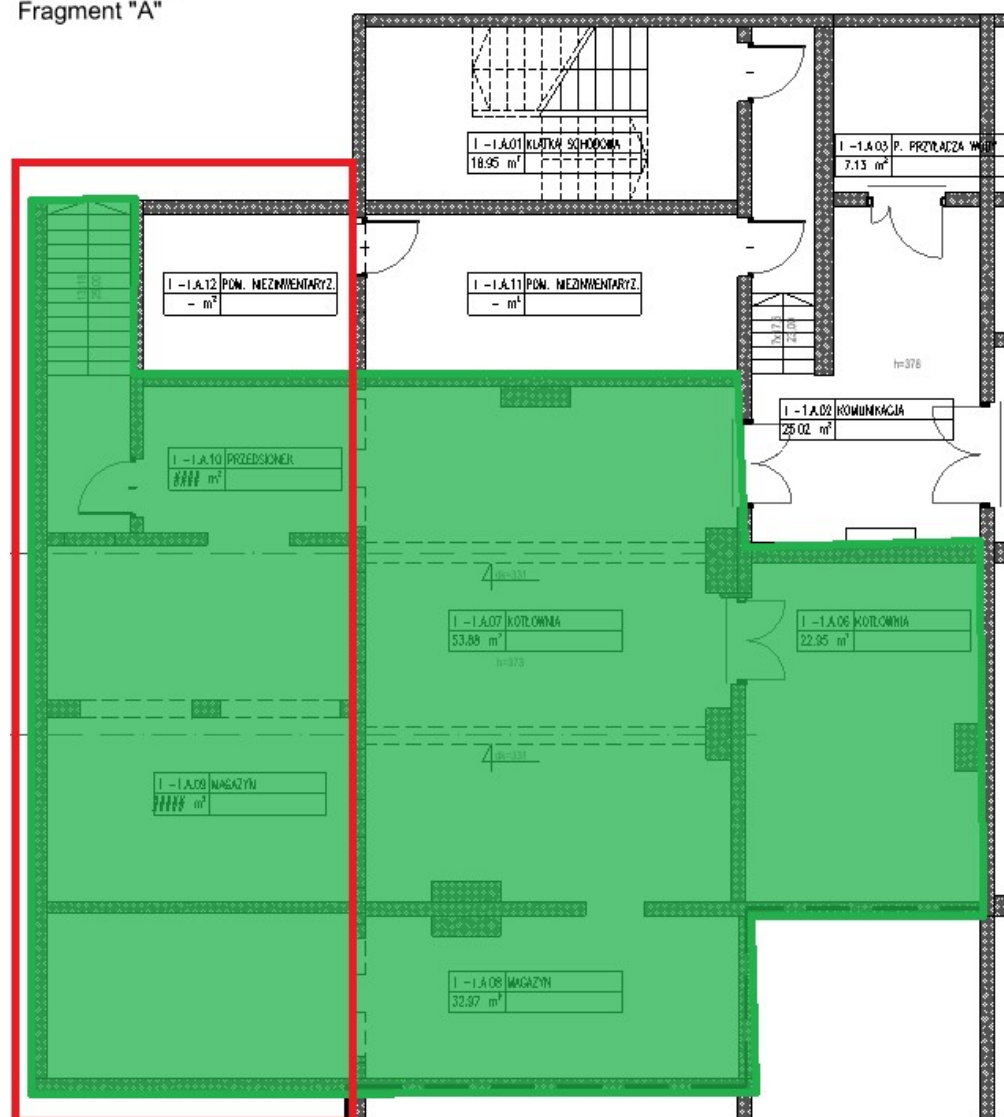 Fragment "A"
I -1.A.01 KLATKA SCHODOWA
18.95 m²
I -1.A.03 P. PRZYŁĄCZA WODY
7.13 m²
I -1.A.12 POM. NIEZINWENTARYZ.
- m²
I -1.A.11 POM. NIEZINWENTARYZ.
- m²
h=378
I -1.A.02 KOMUNIKACJA
25.02 m²
I -1.A.10 PRZEDSIONEK
#### m²
I -1.A.07 KOTŁOWNIA
53.88 m²
h=373
I -1.A.06 KOTŁOWNIA
22.95 m²
I -1.A.09 MAGAZYN
##### m²
I -1.A.08 MAGAZYN
32.97 m²